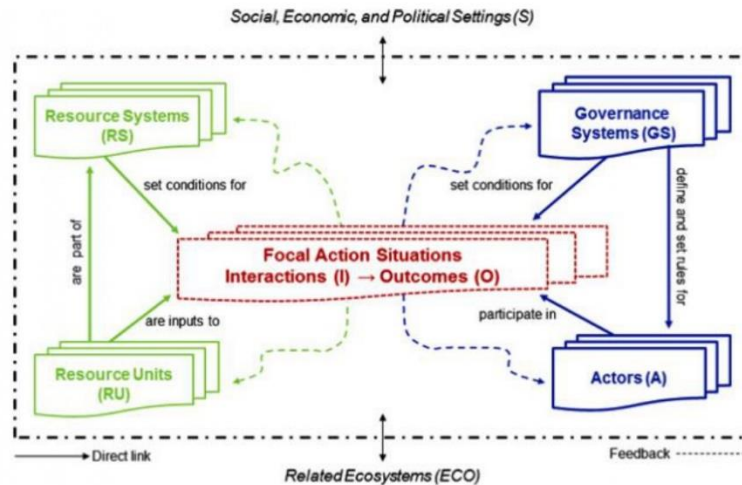 Social, Economic, and Political Settings (S)
Resource Systems
(RS)
Governance
Systems (GS)
set conditions for
set conditions for
are part of
define and set rules for
Focal Action Situations
Interactions (I) → Outcomes (O)
are inputs to
participate in
Resource Units
(RU)
Actors (A)
Direct link
Feedback
Related Ecosystems (ECO)